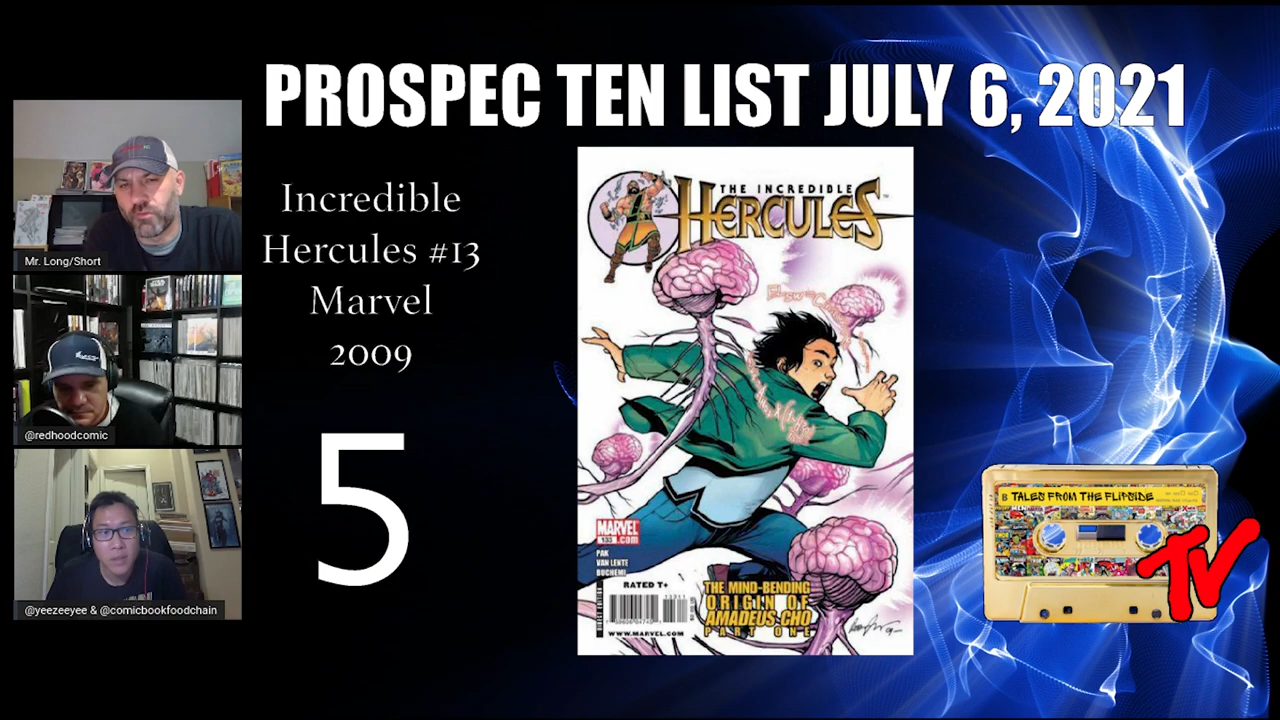 PROSPEC TEN LIST JULY 6, 2021
Mr. Long/Short
@redhoodcomic
@yeezeeyee & @comicbookfoodchain
Incredible
Hercules #13
Marvel
2009
5
THE INCREDIBLE
HERCULES
MARVEL
133 .com
PAK
VAN LENTE
BUCHEMI
RATED T+
WWW.MARVEL.COM
THE MIND-BENDING
ORIGIN OF
AMADEUS CHO
PART ONE
B TALES FROM THE FLIPSIDE
TV